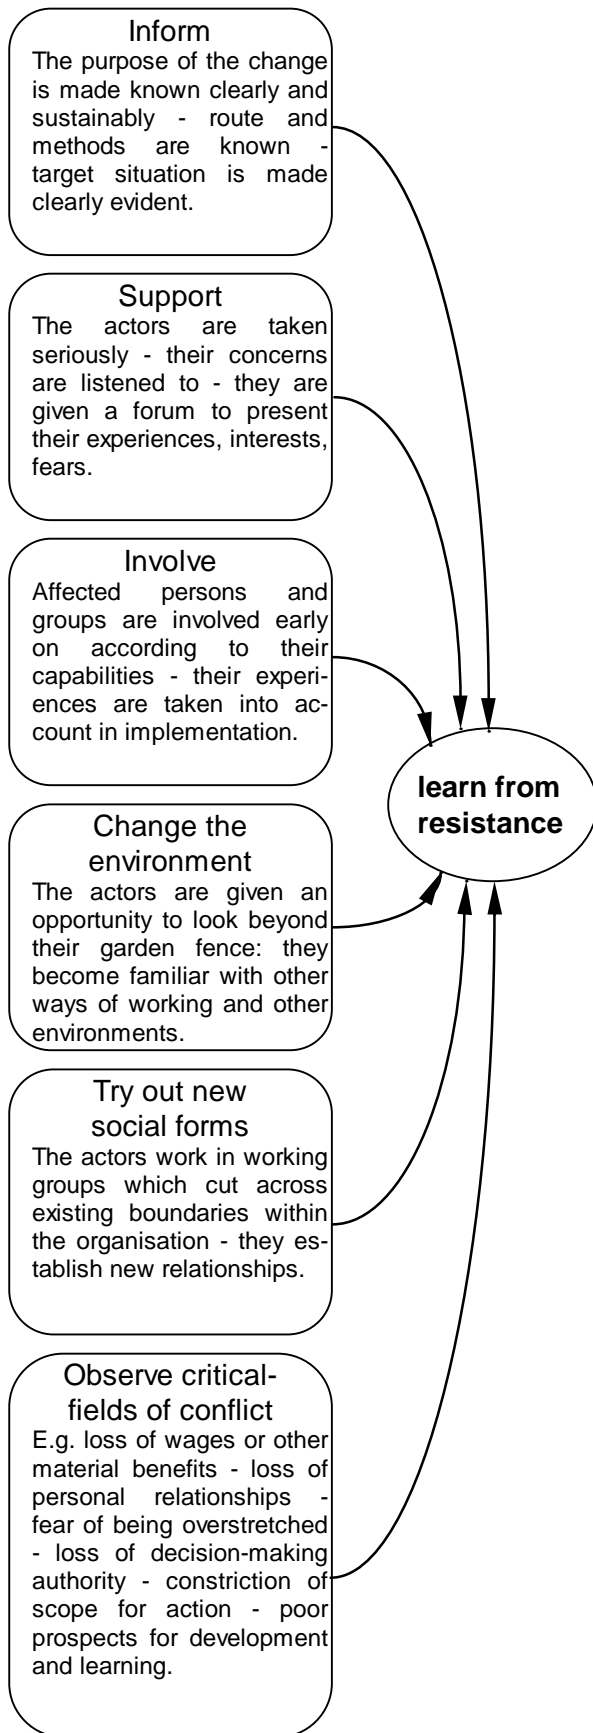 Inform
The purpose of the change
is made known clearly and
sustainably - route and
methods are known -
target situation is made
clearly evident.
Support
The actors are taken
seriously - their concerns
are listened to - they are
given a forum to present
their experiences, interests,
fears.
Involve
Affected persons and
groups are involved early
on according to their
capabilities - their experi-
ences are taken into ac-
count in implementation.
learn from
resistance
Change the
environment
The actors are given an
opportunity to look beyond
their garden fence: they
become familiar with other
ways of working and other
environments.
Try out new
social forms
The actors work in working
groups which cut across
existing boundaries within
the organisation - they es-
tablish new relationships.
Observe critical-
fields of conflict
E.g. loss of wages or other
material benefits - loss of
personal relationships -
fear of being overstretched
- loss of decision-making
authority - constriction of
scope for action - poor
prospects for development
and learning.